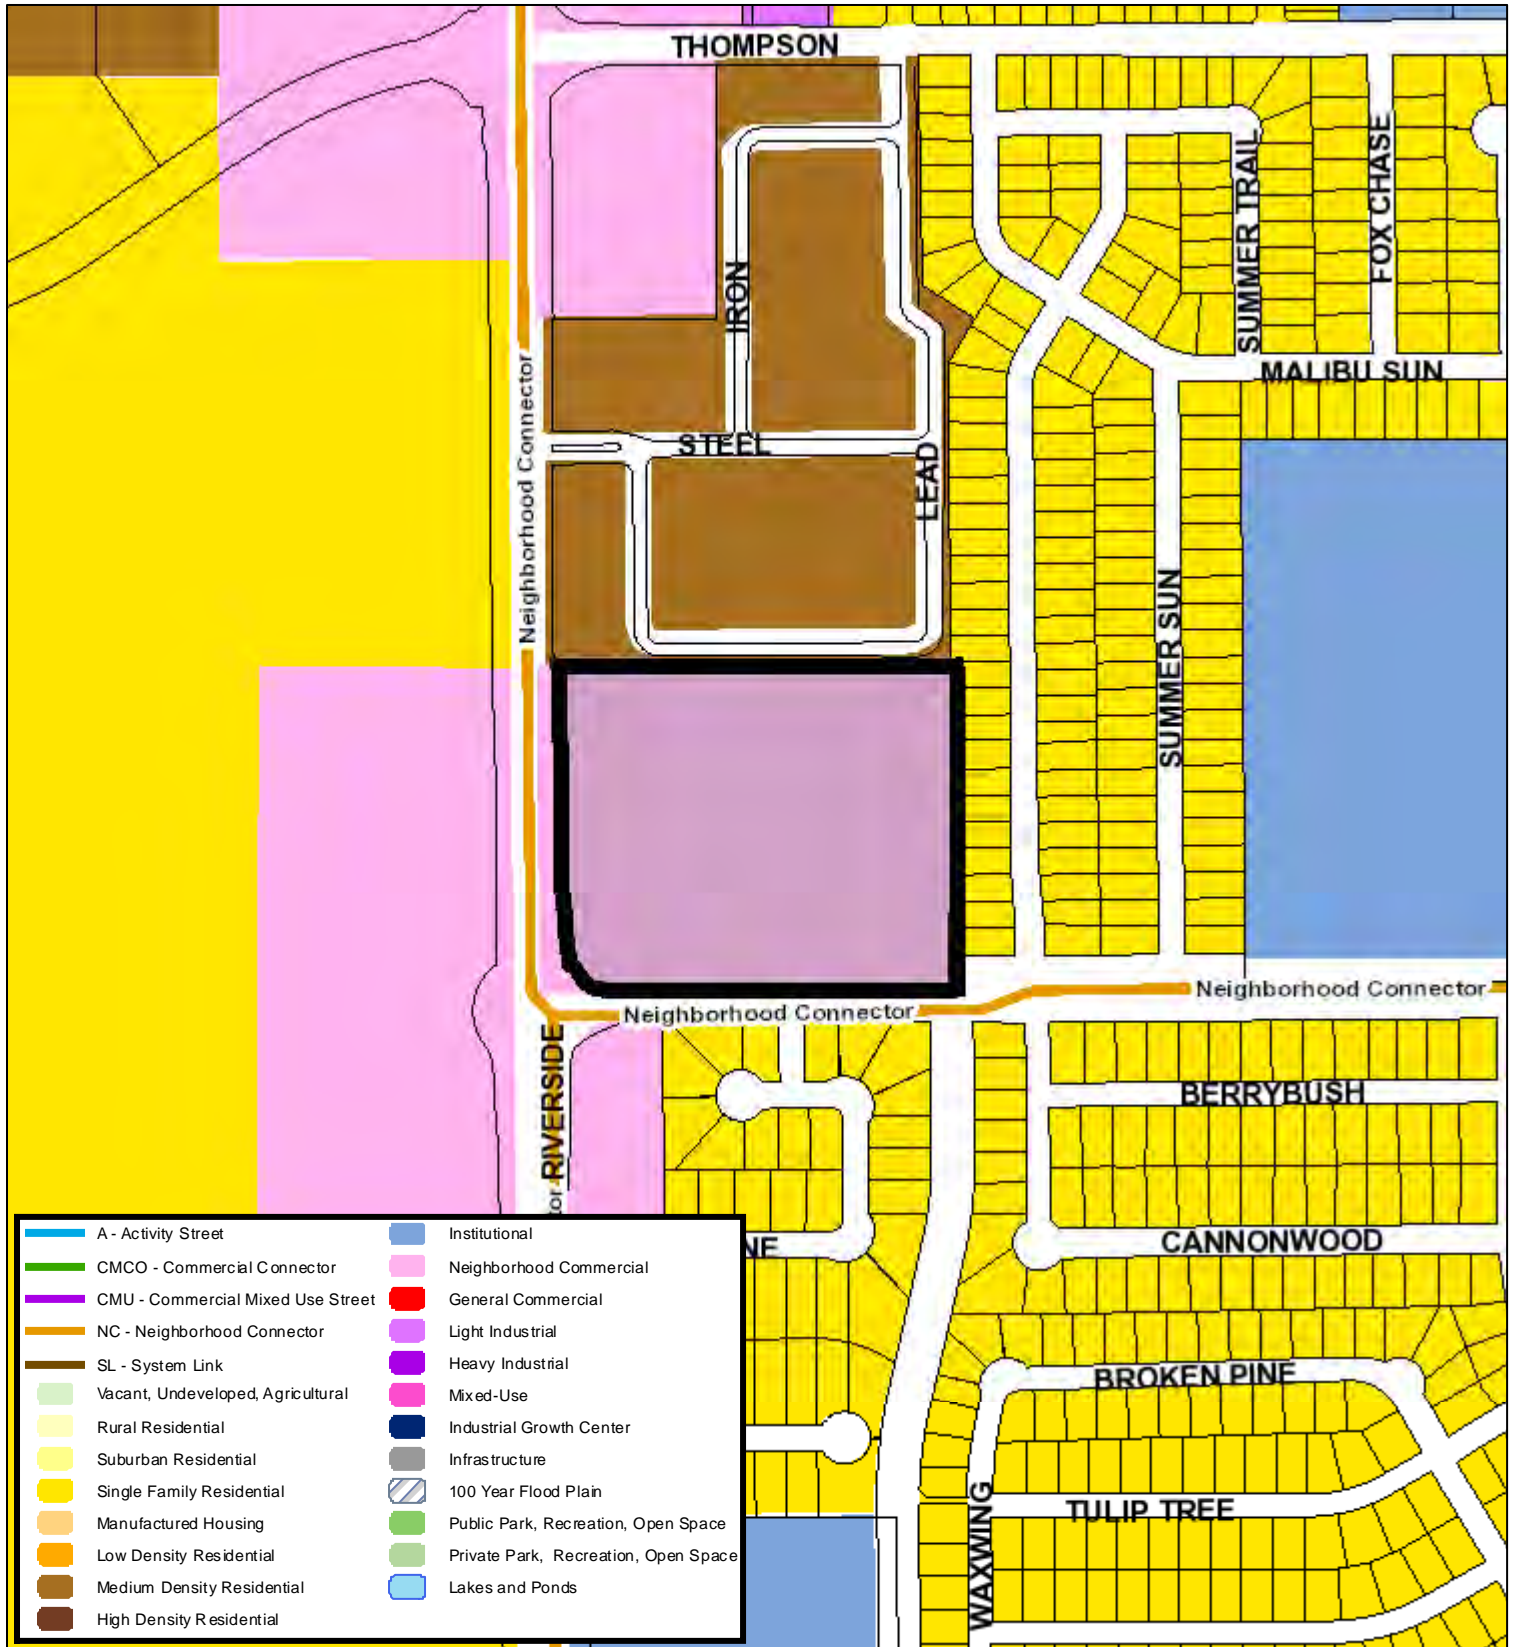 THOMPSON
SUMMER TRAIL
FOX CHASE
IRON
MALIBU SUN
Neighborhood Connector
STEEL
LEAD
SUMMER SUN
Neighborhood Connector
Neighborhood Connector
RIVERSIDE
tor
BERRYBUSH
NE
CANNONWOOD
BROKEN PINE
WAXWING
TULIP TREE
A - Activity Street
CMCO - Commercial Connector
CMU - Commercial Mixed Use Street
NC - Neighborhood Connector
SL - System Link
Vacant, Undeveloped, Agricultural
Rural Residential
Suburban Residential
Single Family Residential
Manufactured Housing
Low Density Residential
Medium Density Residential
High Density Residential
Institutional
Neighborhood Commercial
General Commercial
Light Industrial
Heavy Industrial
Mixed-Use
Industrial Growth Center
Infrastructure
100 Year Flood Plain
Public Park, Recreation, Open Space
Private Park, Recreation, Open Space
Lakes and Ponds